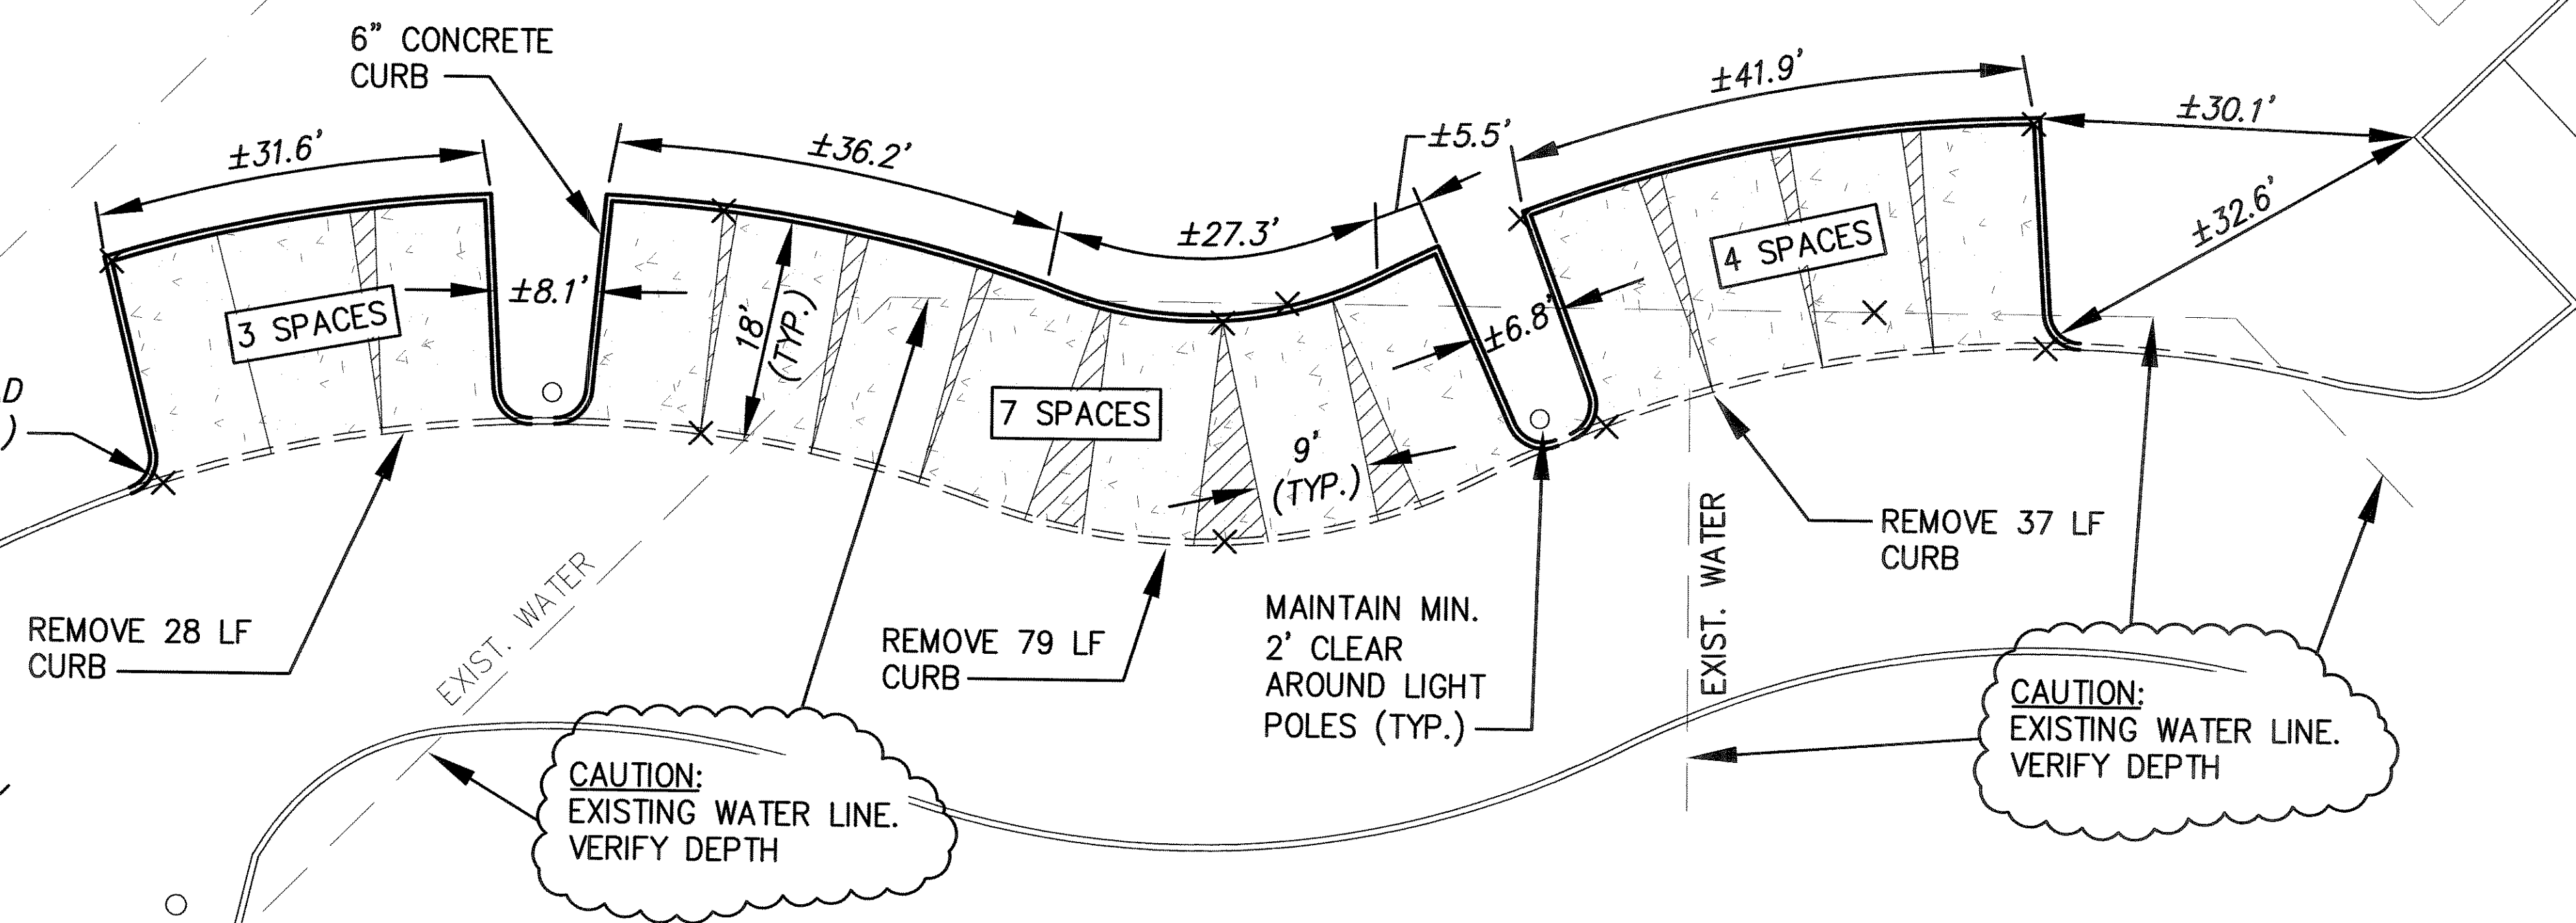 6" CONCRETE
CURB
±31.6'
±36.2'
±5.5'
±41.9'
±30.1'
±27.3'
±32.6'
3 SPACES
±8.1'
18'
(TYP.)
4 SPACES
±6.8'
D
)
7 SPACES
9'
(TYP.)
REMOVE 28 LF
CURB
EXIST. WATER
REMOVE 79 LF
CURB
MAINTAIN MIN.
2' CLEAR
AROUND LIGHT
POLES (TYP.)
EXIST. WATER
REMOVE 37 LF
CURB
CAUTION:
EXISTING WATER LINE.
VERIFY DEPTH
CAUTION:
EXISTING WATER LINE.
VERIFY DEPTH